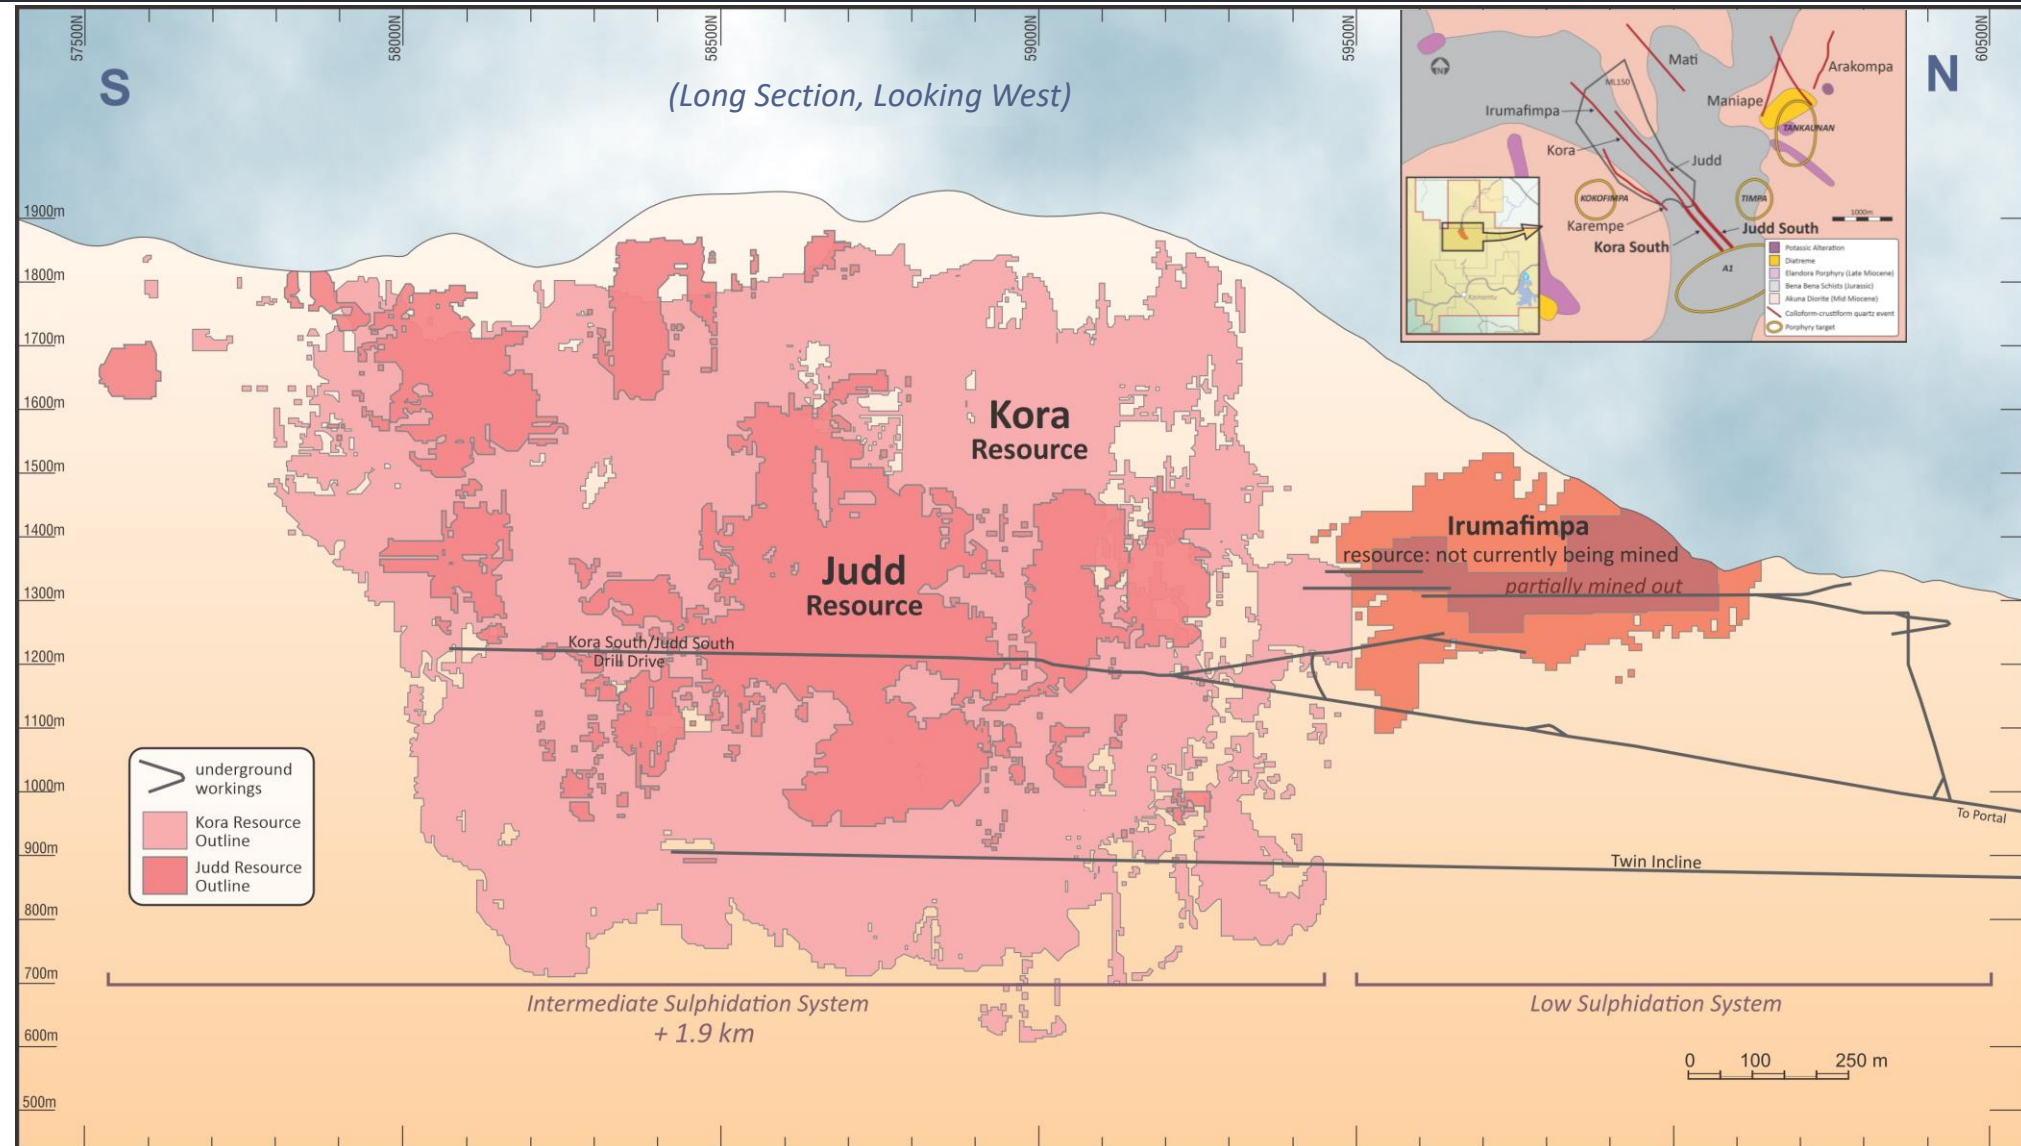 57500N
58000N
58500N
59000N
59500N
60500N
S
(Long Section, Looking West)
N
1900m
1800m
1700m
1600m
1500m
1400m
1300m
1200m
1100m
1000m
900m
800m
700m
600m
500m
Mati
Arakompa
ML150
Maniape
Irumafimpa
TANKAUNAN
Kora
Judd
KOKOFIMPA
TIMPA
1000m
Karempe
Judd South
Kora South
A1
N
Kainantu
Potassic Alteration
Diatreme
Elandora Porphyry (Late Miocene)
Bena Bena Schists (Jurassic)
Akuna Diorite (Mid Miocene)
Colloform-crustiform quartz event
Porphyry target
Kora
Resource
Judd
Resource
Irumafimpa
resource: not currently being mined
partially mined out
Kora South/Judd South
Drill Drive
To Portal
Twin Incline
underground
workings
Kora Resource
Outline
Judd Resource
Outline
Intermediate Sulphidation System
+ 1.9 km
Low Sulphidation System
0 100 250 m